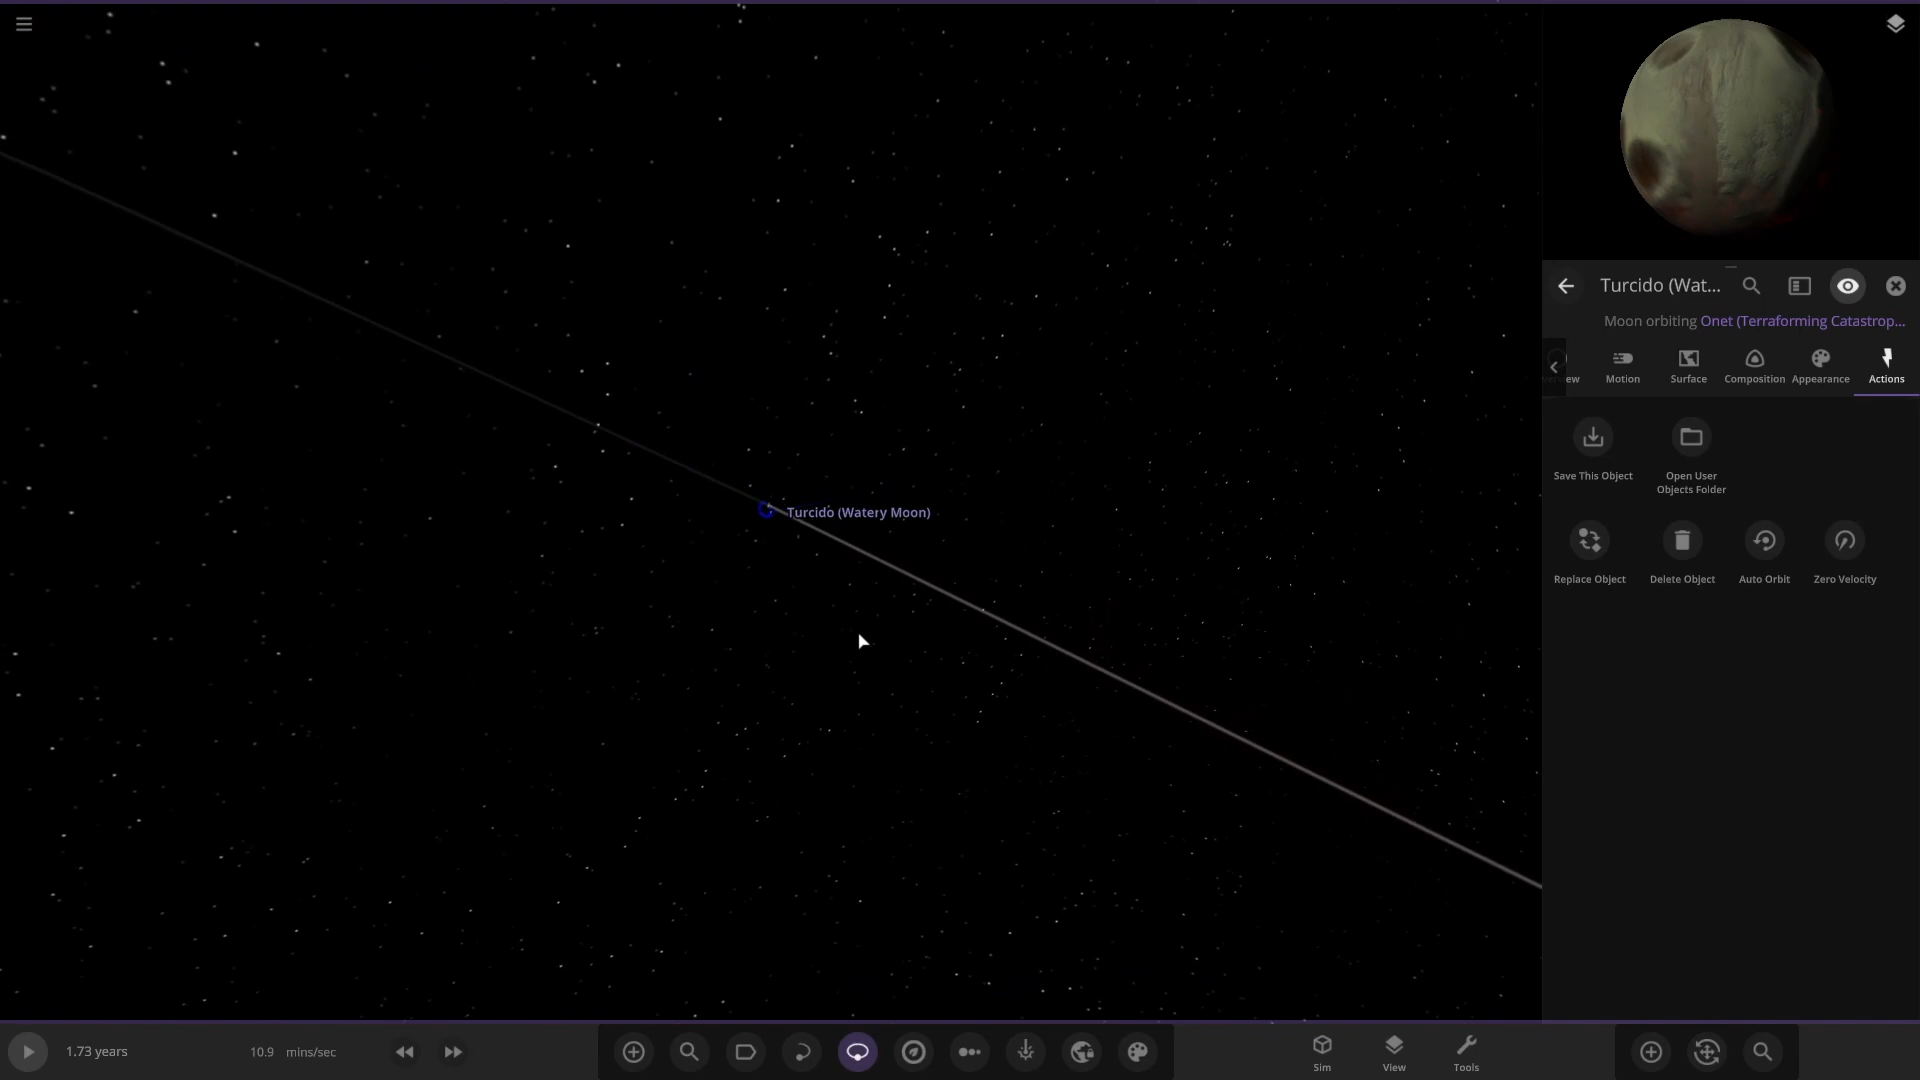 Turcido (Wat...
Moon orbiting Onet (Terraforming Catastrop...
Motion
Surface
Composition
Appearance
Actions
Save This Object
Open User
Objects Folder
Replace Object
Delete Object
Auto Orbit
Zero Velocity
Turcido (Watery Moon)
1.73 years
10.9 mins/sec
Sim
View
Tools